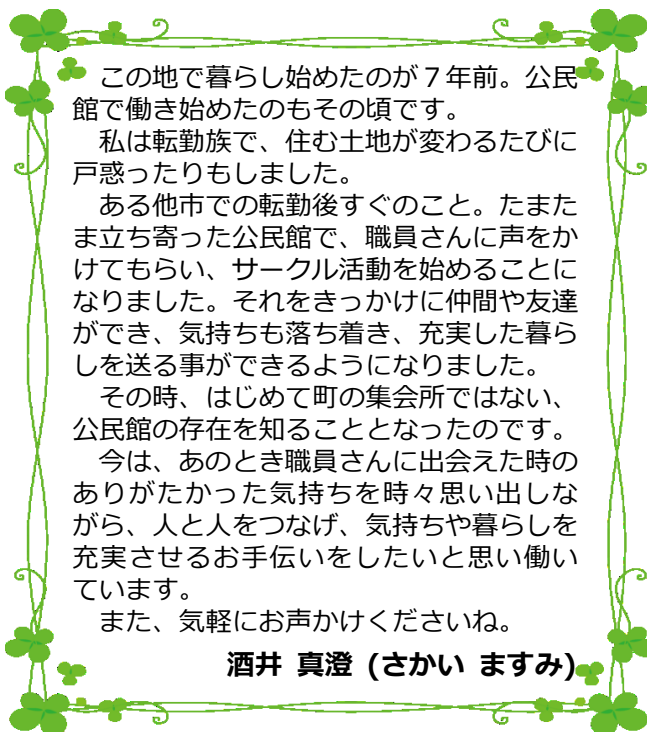 この地で暮らし始めたのが７年前。公民
館で働き始めたのもその頃です。
　私は転勤族で、住む土地が変わるたびに
戸惑ったりもしました。
　ある他市での転勤後すぐのこと。たまた
ま立ち寄った公民館で、職員さんに声をか
けてもらい、サークル活動を始めることに
なりました。それをきっかけに仲間や友達
ができ、気持ちも落ち着き、充実した暮ら
しを送る事ができるようになりました。
　その時、はじめて町の集会所ではない、
公民館の存在を知ることとなったのです。
　今は、あのとき職員さんに出会えた時の
ありがたかった気持ちを時々思い出しな
がら、人と人をつなげ、気持ちや暮らしを
充実させるお手伝いをしたいと思い働い
ています。
　また、気軽にお声かけくださいね。
酒井 真澄 (さかい ますみ)